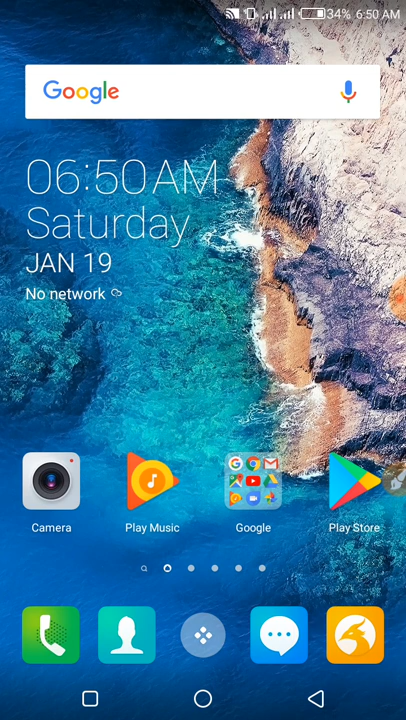 34% 6:50 AM
Google
06:50 AM
Saturday
JAN 19
No network
Camera
Play Music
Google
Play Store